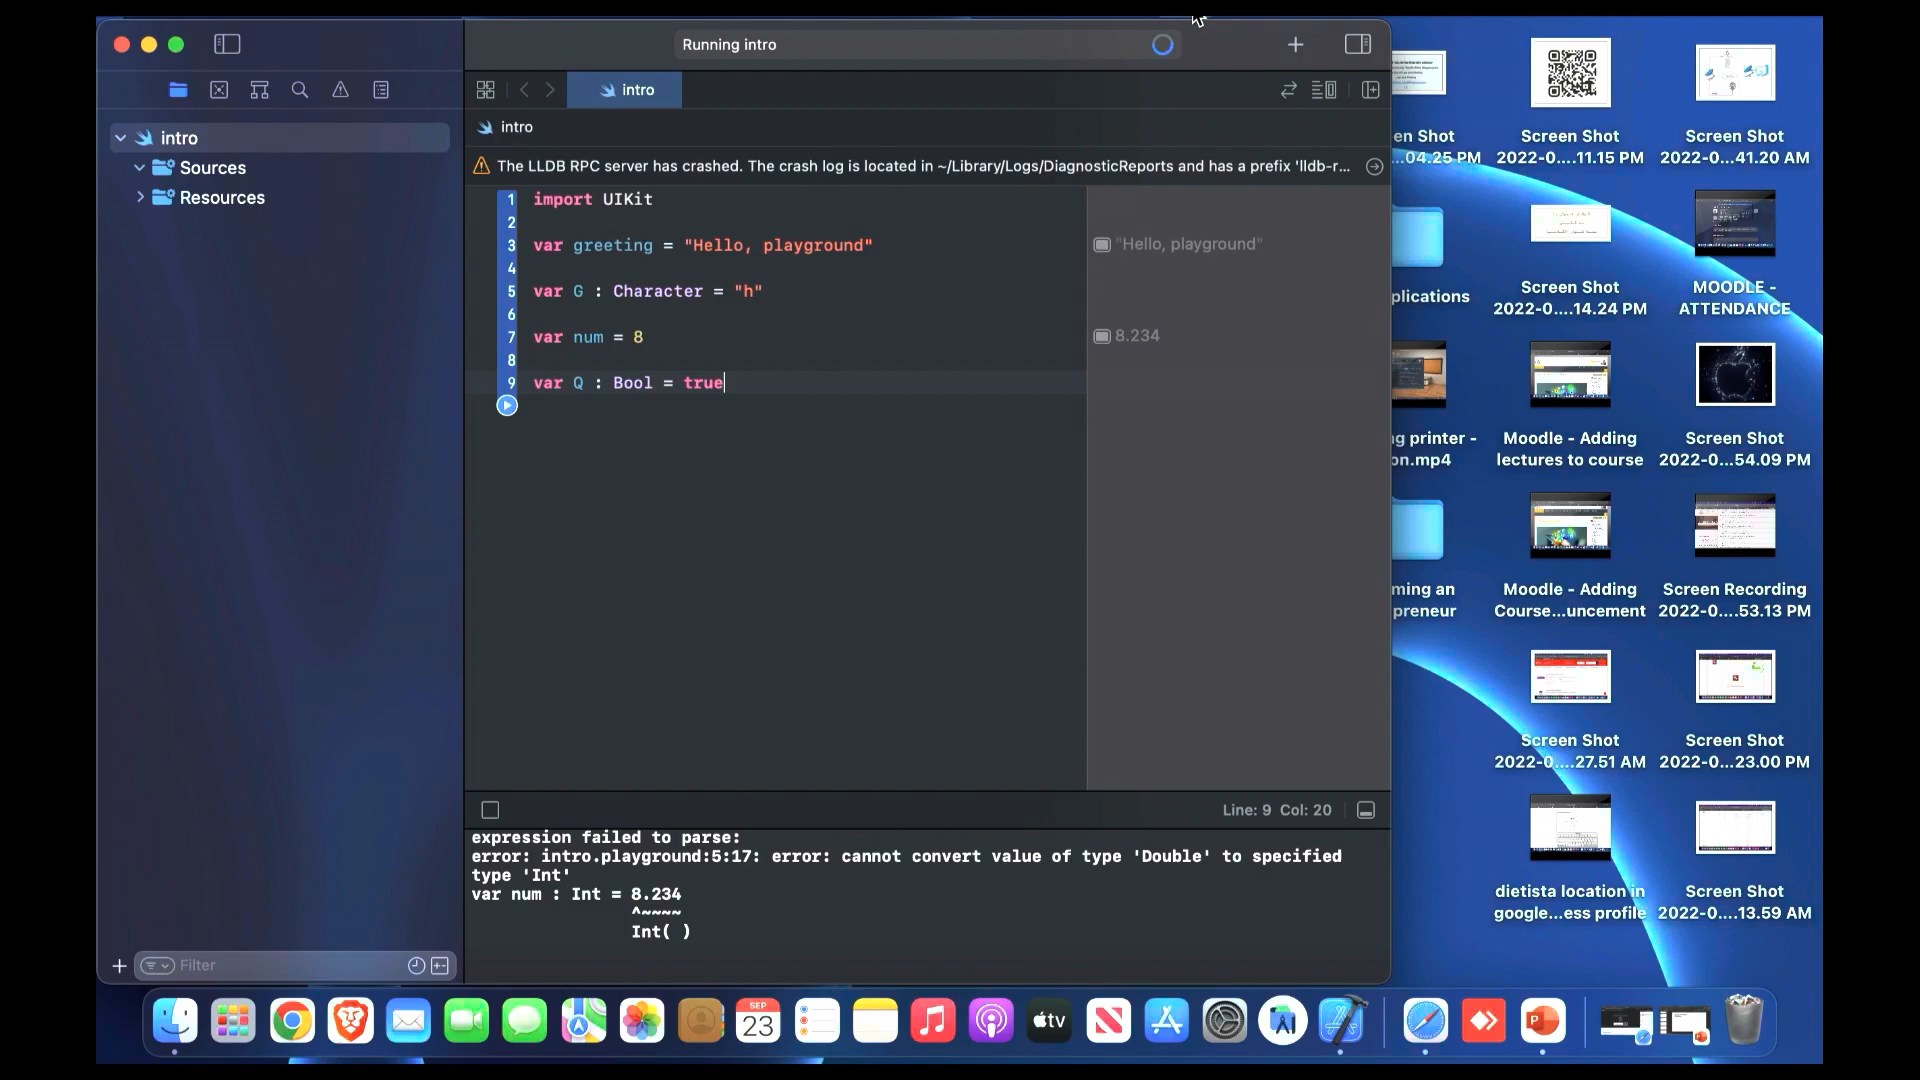 Running intro
intro
intro
intro
Sources
Resources
The LLDB RPC server has crashed. The crash log is located in ~/Library/Logs/DiagnosticReports and has a prefix 'lldb-r...
1 import UIKit
2
3 var greeting = "Hello, playground"
"Hello, playground"
4
5 var G : Character = "h"
6
7 var num = 8
8.234
8
9 var Q : Bool = true
Line: 9 Col: 20
expression failed to parse:
error: intro.playground:5:17: error: cannot convert value of type 'Double' to specified
type 'Int'
var num : Int = 8.234
^~~~~
Int( )
Filter
en Shot
...04.25 PM
Screen Shot
2022-0....11.15 PM
Screen Shot
2022-0...41.20 AM
plications
Screen Shot
2022-0....14.24 PM
MOODLE -
ATTENDANCE
ng printer -
on.mp4
Moodle - Adding
lectures to course
Screen Shot
2022-0...54.09 PM
ming an
preneur
Moodle - Adding
Course...uncement
Screen Recording
2022-0....53.13 PM
Screen Shot
2022-0....27.51 AM
Screen Shot
2022-0...23.00 PM
dietista location in
google...ess profile
Screen Shot
2022-0....13.59 AM
SEP
23
tv